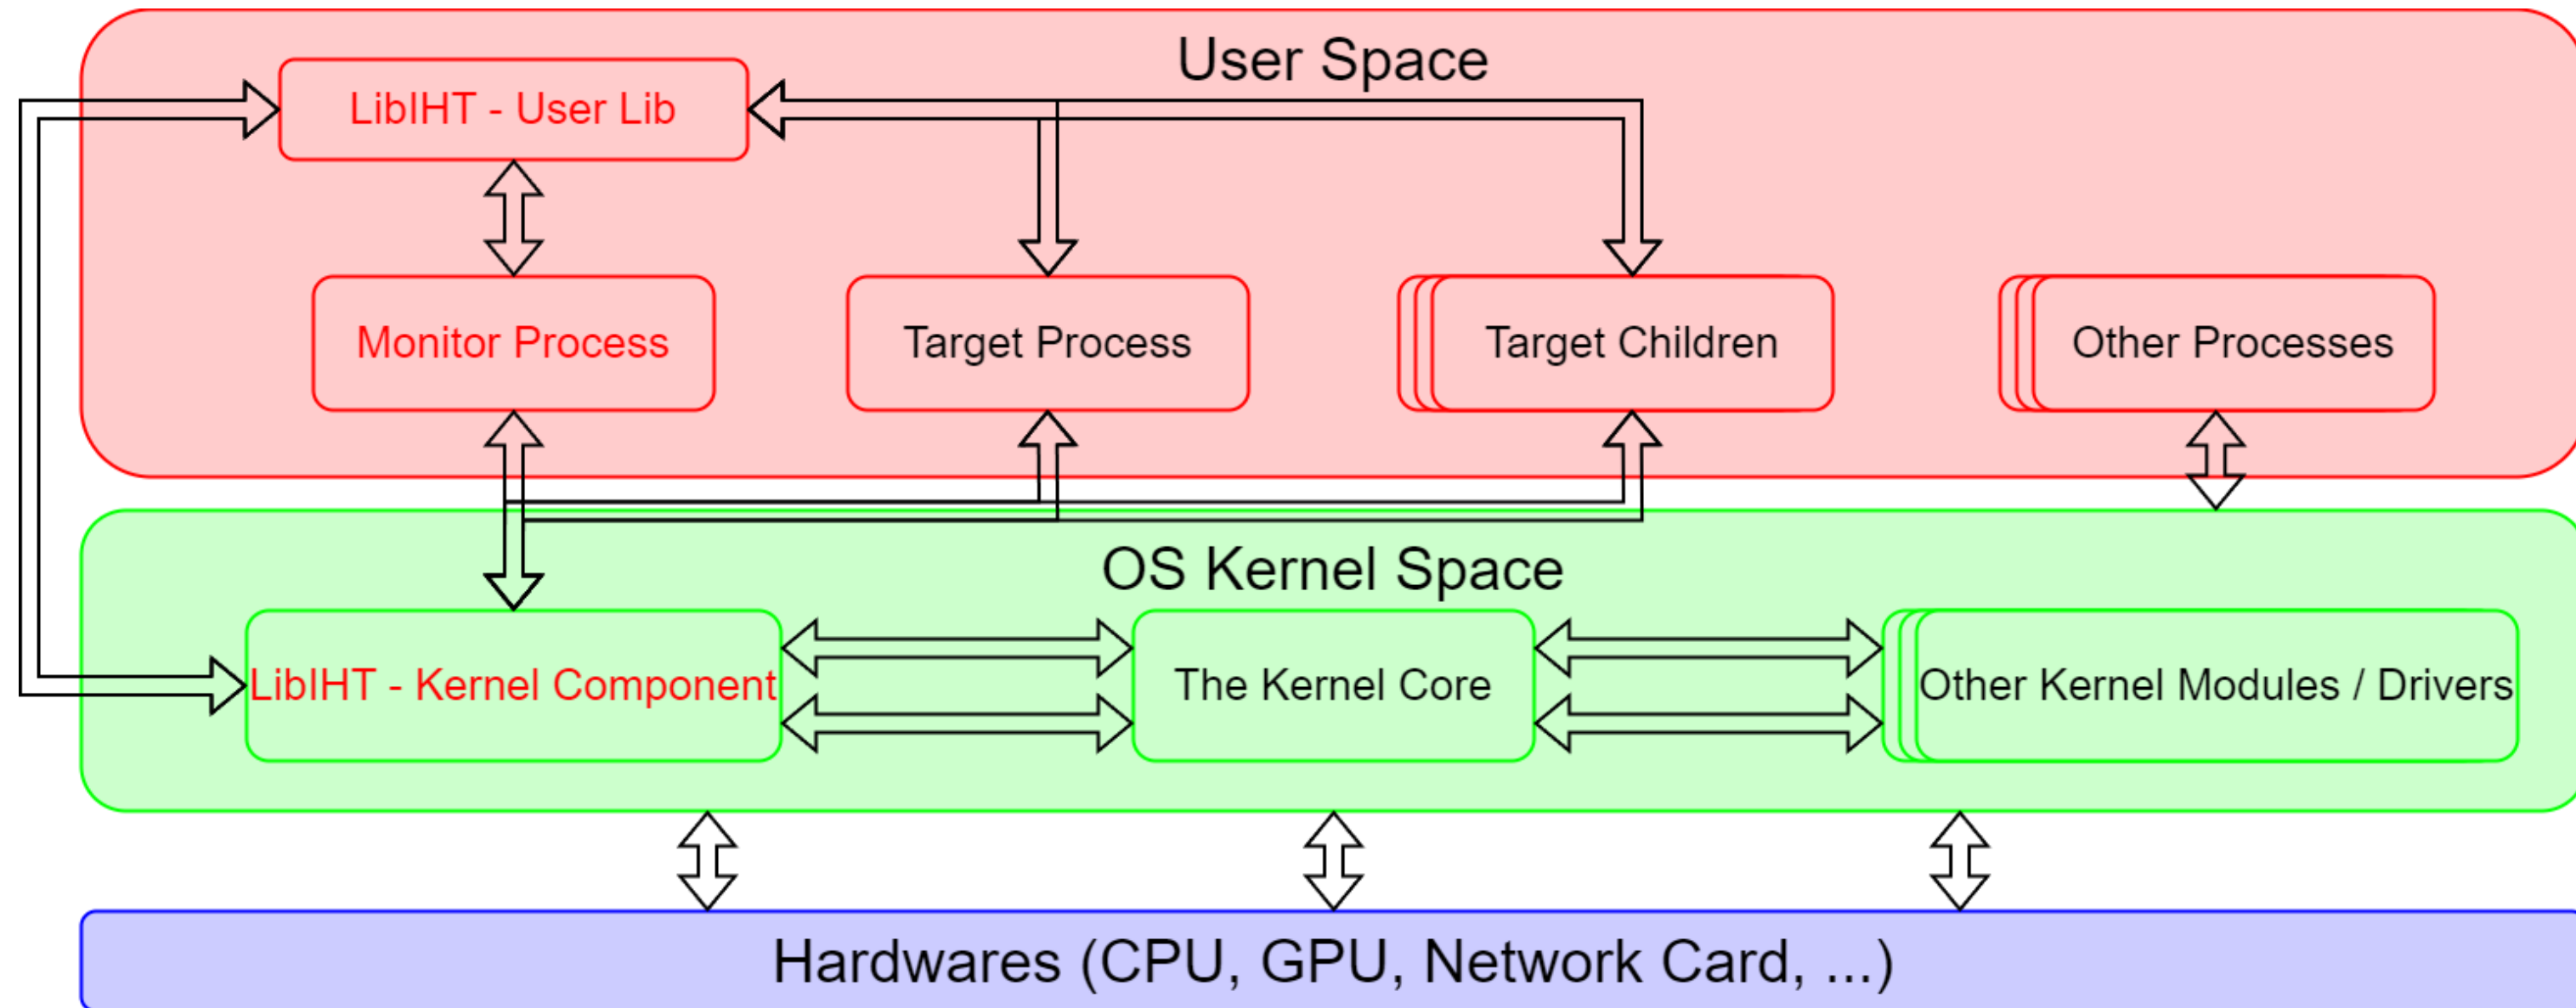 User Space
LibIHT - User Lib
Monitor Process
Target Process
Target Children
Other Processes
OS Kernel Space
LibIHT - Kernel Component
The Kernel Core
Other Kernel Modules / Drivers
Hardwares (CPU, GPU, Network Card, ...)